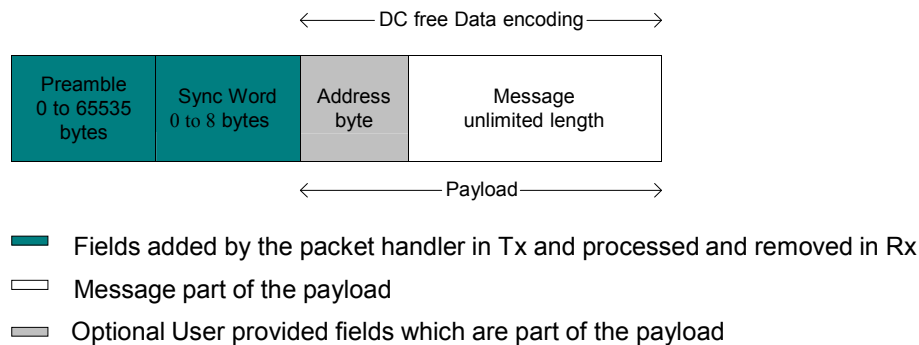 DC free Data encoding
Preamble
0 to 65535
bytes
Sync Word
0 to 8 bytes
Address
byte
Message
unlimited length
Payload
Fields added by the packet handler in Tx and processed and removed in Rx
Message part of the payload
Optional User provided fields which are part of the payload